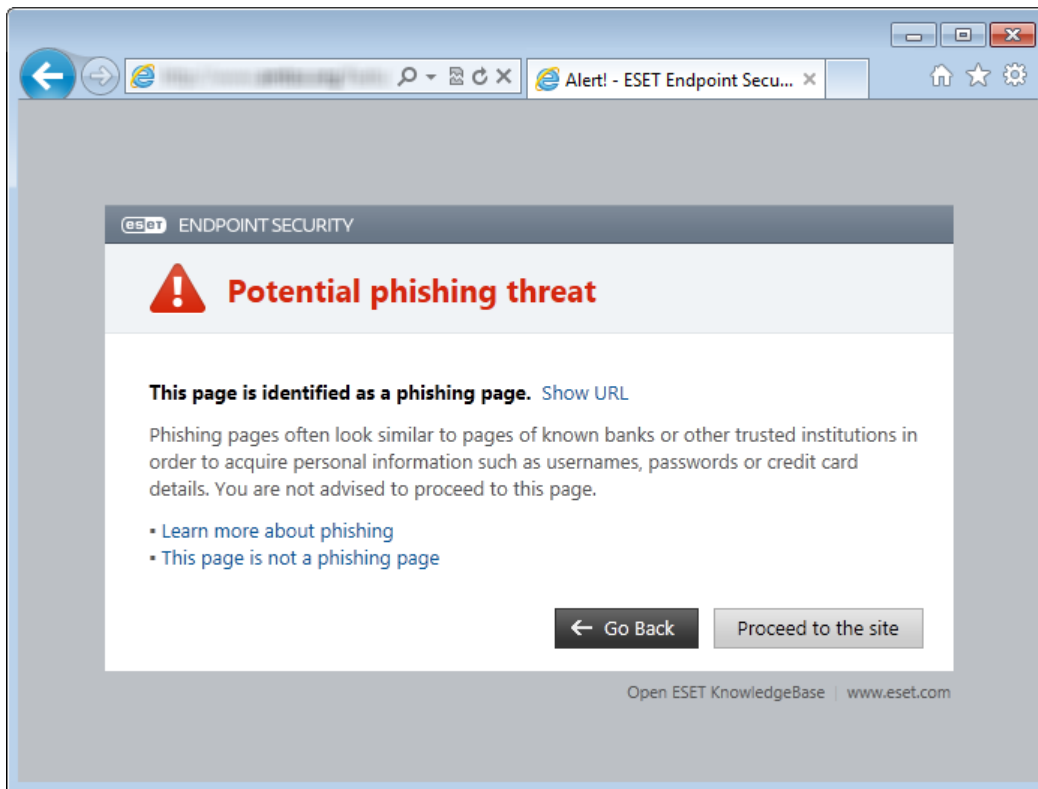 Alert! - ESET Endpoint Secu...
eset ENDPOINT SECURITY
Potential phishing threat
This page is identified as a phishing page. Show URL
Phishing pages often look similar to pages of known banks or other trusted institutions in
order to acquire personal information such as usernames, passwords or credit card
details. You are not advised to proceed to this page.
▪ Learn more about phishing
▪ This page is not a phishing page
← Go Back Proceed to the site
Open ESET KnowledgeBase | www.eset.com